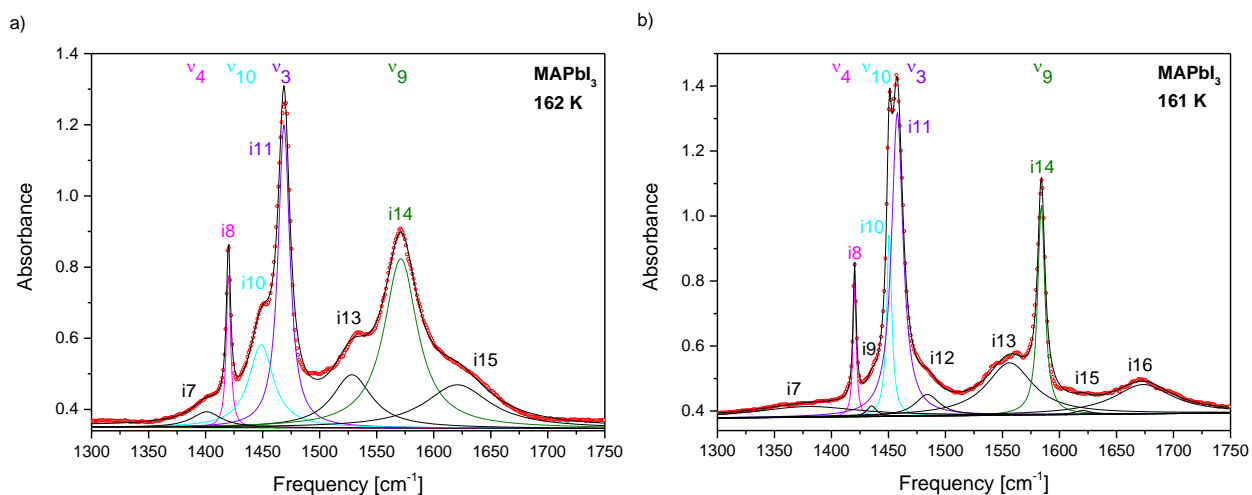 a)
ν4 ν10 ν3 ν9
MAPbI3
162 K
i7
i8
i10
i11
i13
i14
i15
Absorbance
1.4
1.2
1.0
0.8
0.6
0.4
1300 1400 1450 1500 1550 1600 1650 1700 1750
Frequency [cm-1]
b)
ν4 ν10 ν3 ν9
MAPbI3
161 K
i7
i8
i9
i10
i11
i12
i13
i14
i15
i16
Absorbance
1.4
1.2
1.0
0.8
0.6
0.4
1300 1350 1400 1450 1500 1550 1600 1650 1700 1750
Frequency [cm-1]